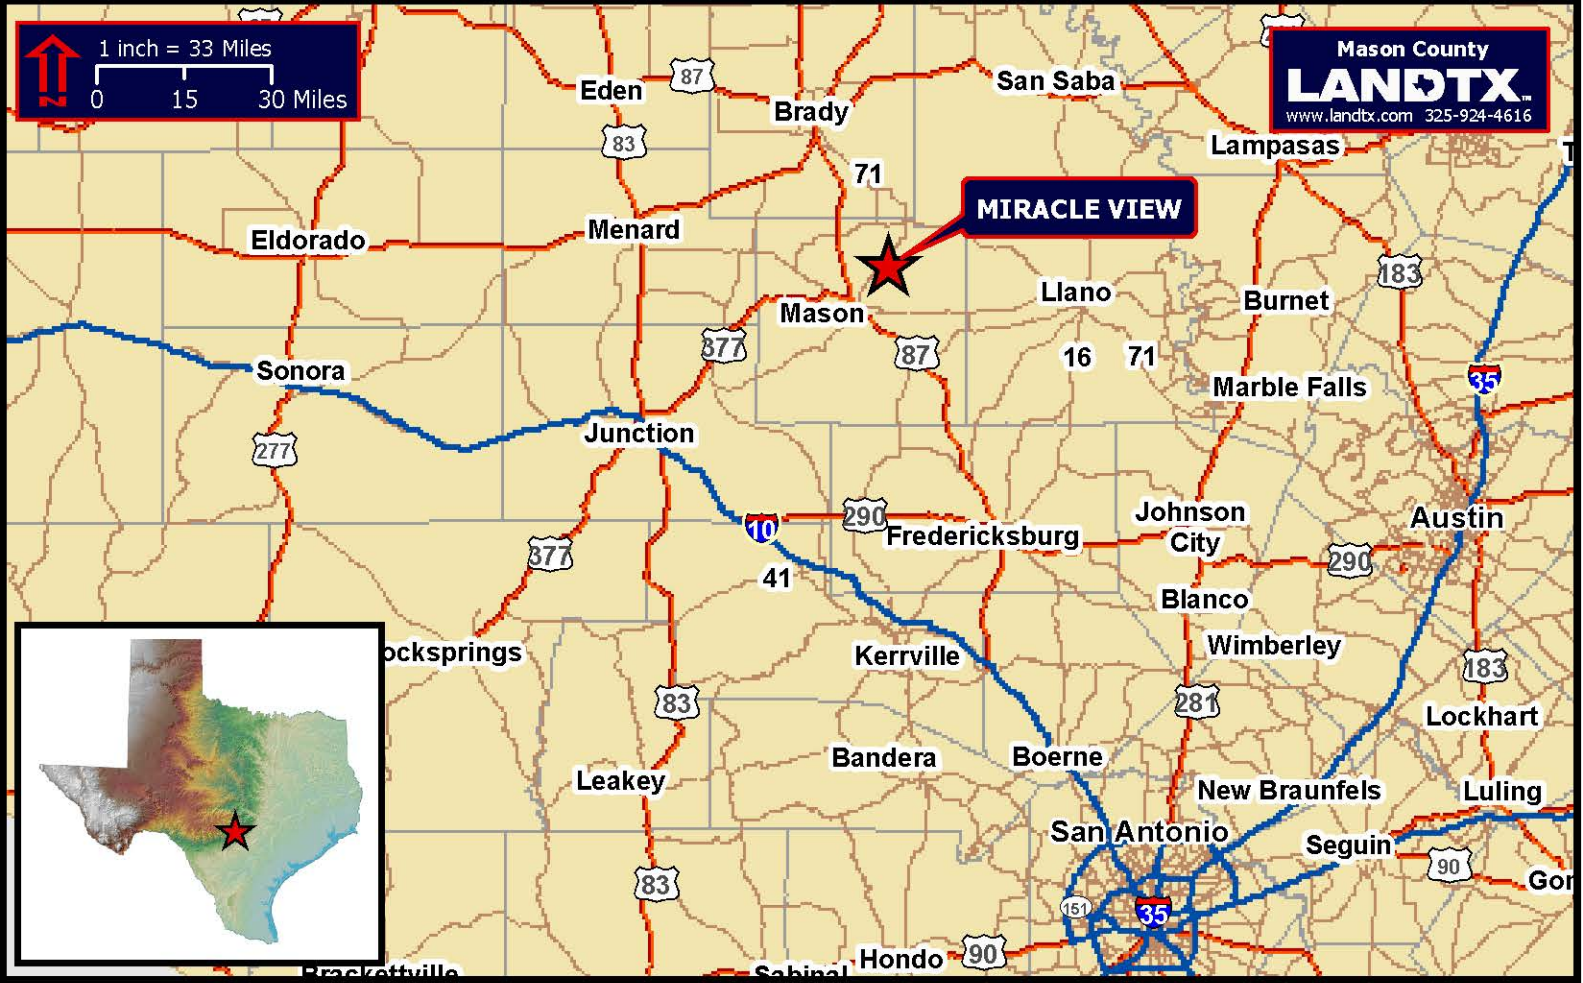 1 inch = 33 Miles
N
0 15 30 Miles
Mason County
LANDTX™
www.landtx.com 325-924-4616
87
Eden
San Saba
Brady
83
Lampasas
71
MIRACLE VIEW
Menard
Eldorado
183
Llano
Burnet
Mason
377
87
16
71
Sonora
35
Marble Falls
Junction
277
290
Johnson
City
Austin
10
Fredericksburg
377
290
41
Blanco
Wimberley
ocksprings
Kerrville
183
83
281
Lockhart
Bandera
Boerne
Leakey
New Braunfels
Luling
San Antonio
Seguin
90
Gon
83
151
35
Hondo
90
Brackettville
Sabinal